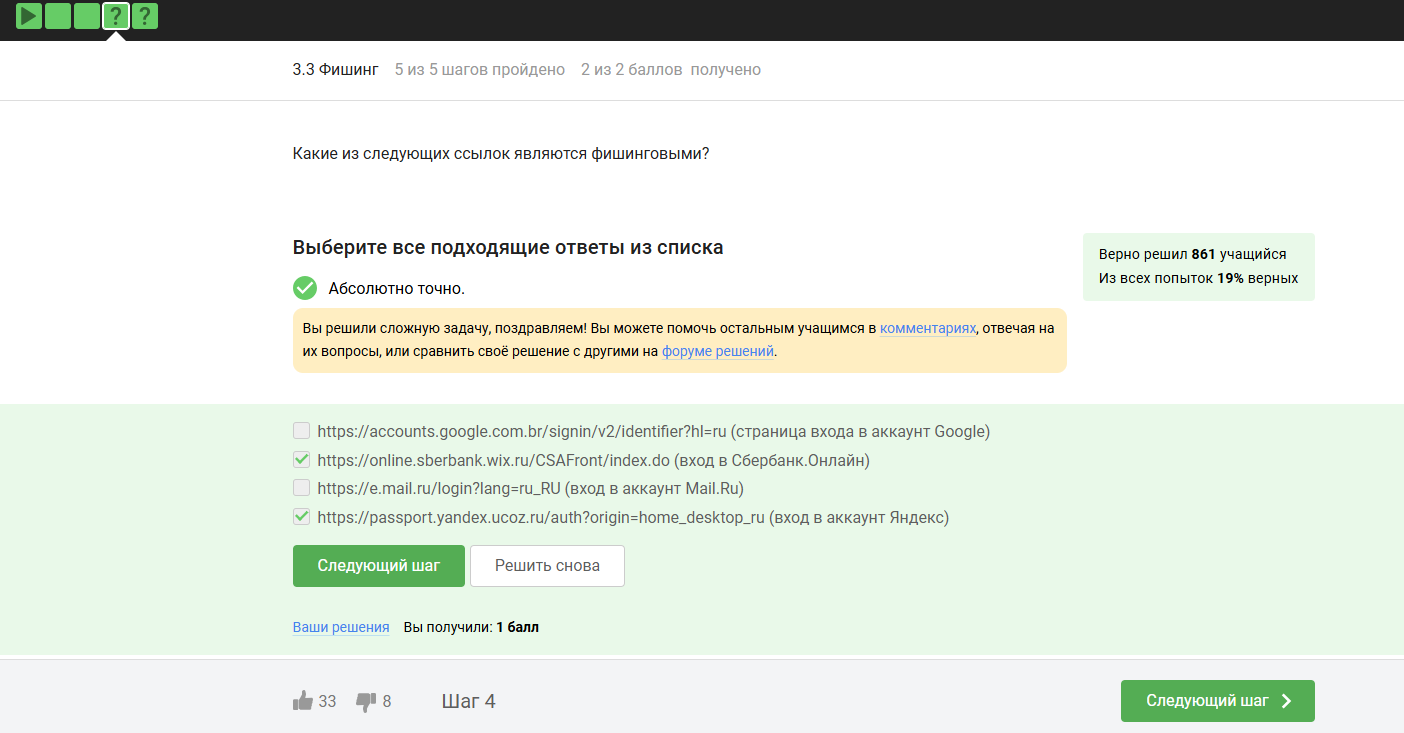 ? ?
3.3 Фишинг 5 из 5 шагов пройдено 2 из 2 баллов получено
Какие из следующих ссылок являются фишинговыми?
Выберите все подходящие ответы из списка
Верно решил 861 учащийся
Из всех попыток 19% верных
Абсолютно точно.
Вы решили сложную задачу, поздравляем! Вы можете помочь остальным учащимся в комментариях, отвечая на
их вопросы, или сравнить своё решение с другими на форуме решений.
https://accounts.google.com.br/signin/v2/identifier?hl=ru (страница входа в аккаунт Google)
https://online.sberbank.wix.ru/CSAFront/index.do (вход в Сбербанк.Онлайн)
https://e.mail.ru/login?lang=ru_RU (вход в аккаунт Mail.Ru)
https://passport.yandex.ucoz.ru/auth?origin=home_desktop_ru (вход в аккаунт Яндекс)
Следующий шаг Решить снова
Ваши решения Вы получили: 1 балл
33 8 Шаг 4 Следующий шаг